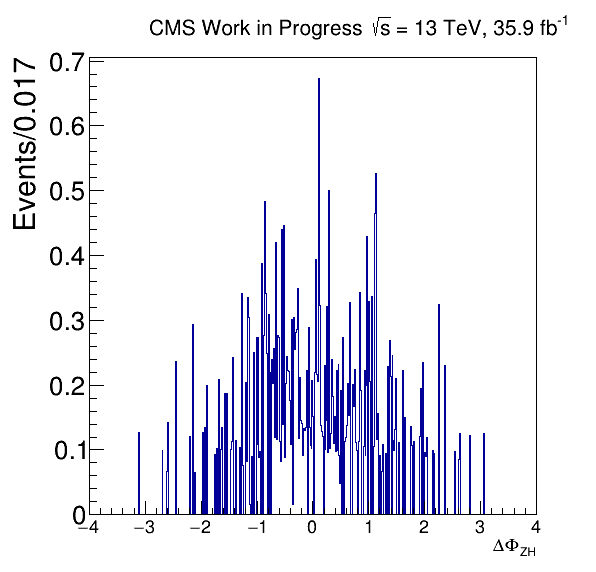 CMS Work in Progress √s = 13 TeV, 35.9 fb⁻¹
Events/0.017
0.7
0.6
0.5
0.4
0.3
0.2
0.1
0
−4 −3 −2 −1 0 1 2 3 4
ΔΦ_ZH